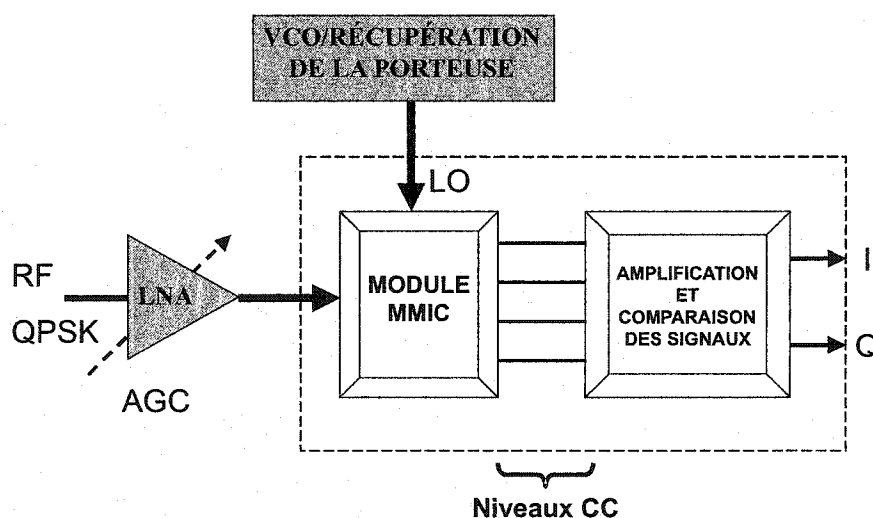 VCO/RÉCUPÉRATION
DE LA PORTEUSE
LO
RF
QPSK
LNA
AGC
MODULE
MMIC
AMPLIFICATION
ET
COMPARAISON
DES SIGNAUX
I
Q
Niveaux CC